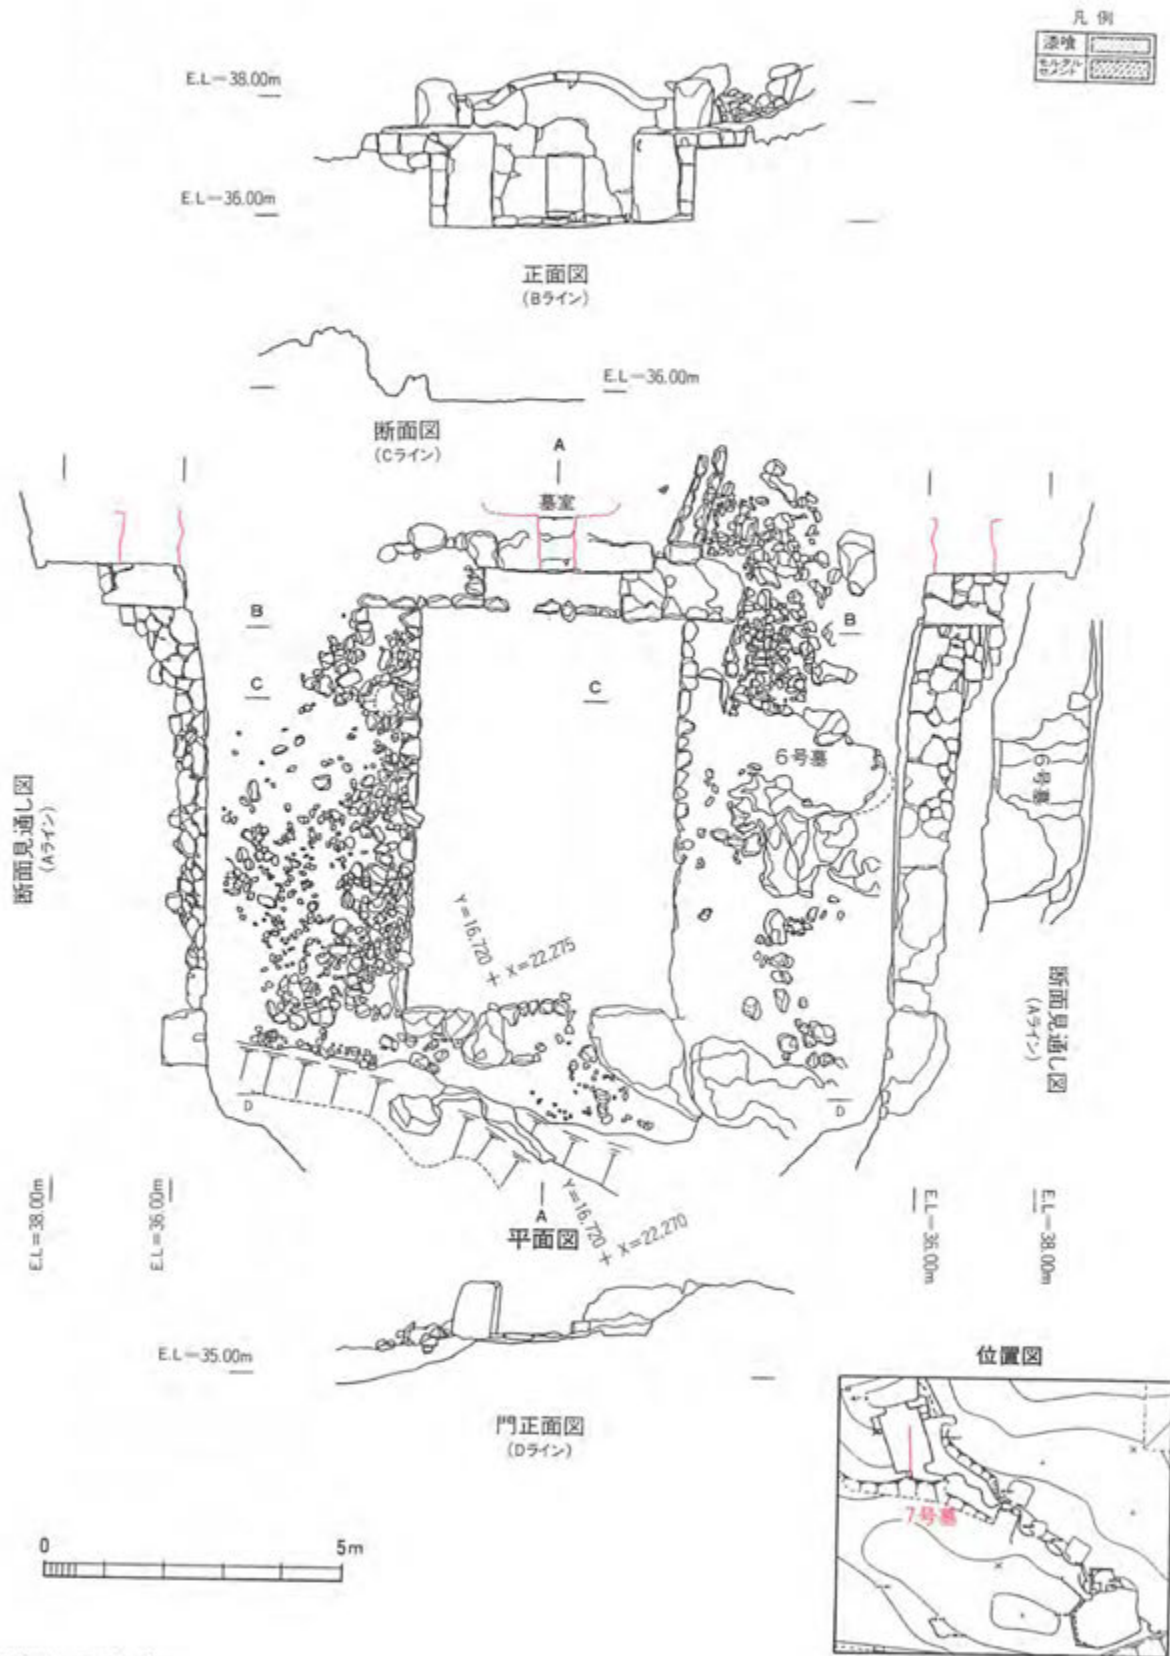 凡例
漆喰
モルタル
セメント
E.L=38.00m
E.L=36.00m
正面図
(Bライン)
E.L=36.00m
断面図
(Cライン)
A
墓室
B
B
C
C
6号墓
6号墓
断面見通し図
(Aライン)
Y=16.720
+ X=22.275
断面見通し図
(Aライン)
D
D
A
平面図
Y=16.720
+ X=22.270
E.L=38.00m
E.L=36.00m
E.L=36.00m
E.L=38.00m
E.L=35.00m
門正面図
(Dライン)
位置図
7号墓
0 5m